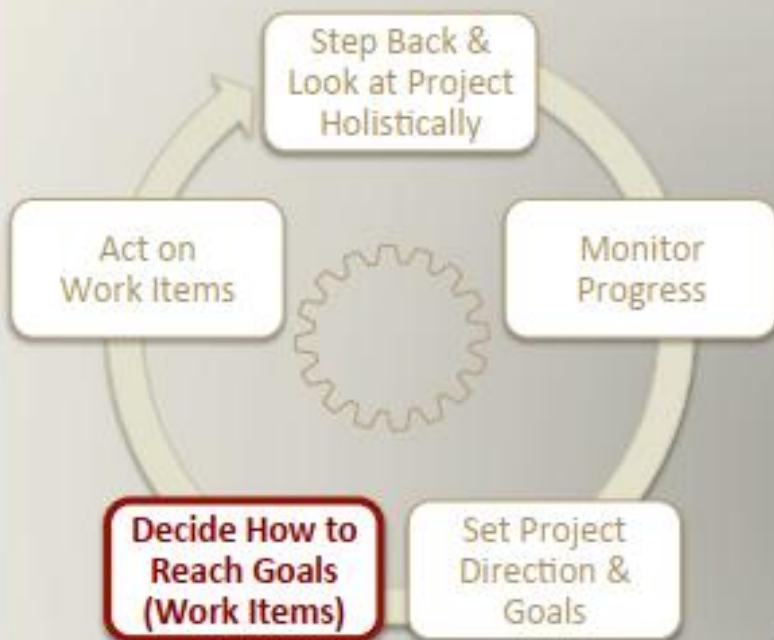 Step Back &
Look at Project
Holistically
Monitor
Progress
Set Project
Direction &
Goals
Decide How to
Reach Goals
(Work Items)
Act on
Work Items